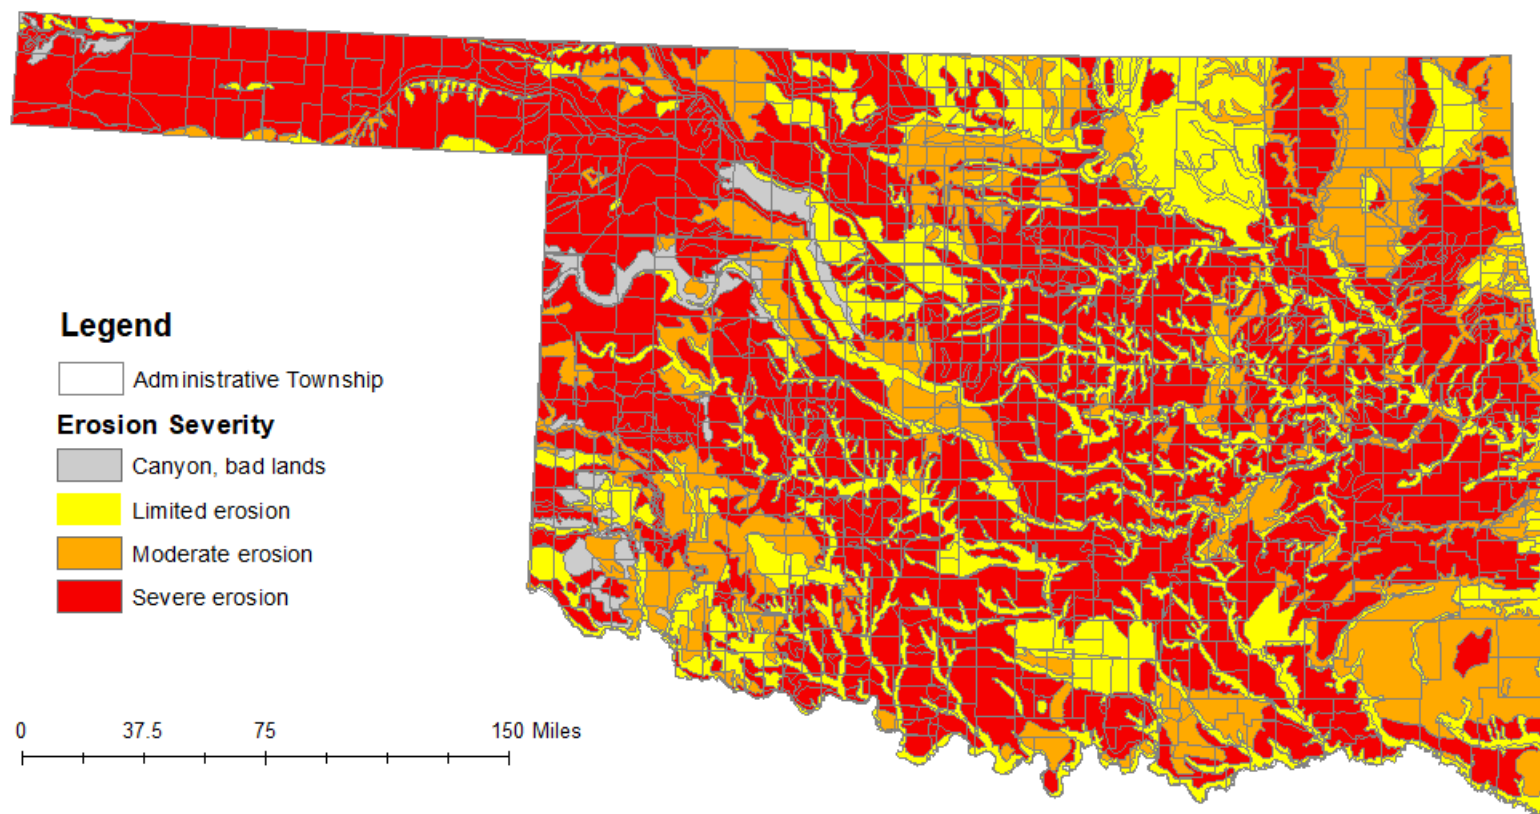 Legend
Administrative Township
Erosion Severity
Canyon, bad lands
Limited erosion
Moderate erosion
Severe erosion
0 37.5 75 150 Miles